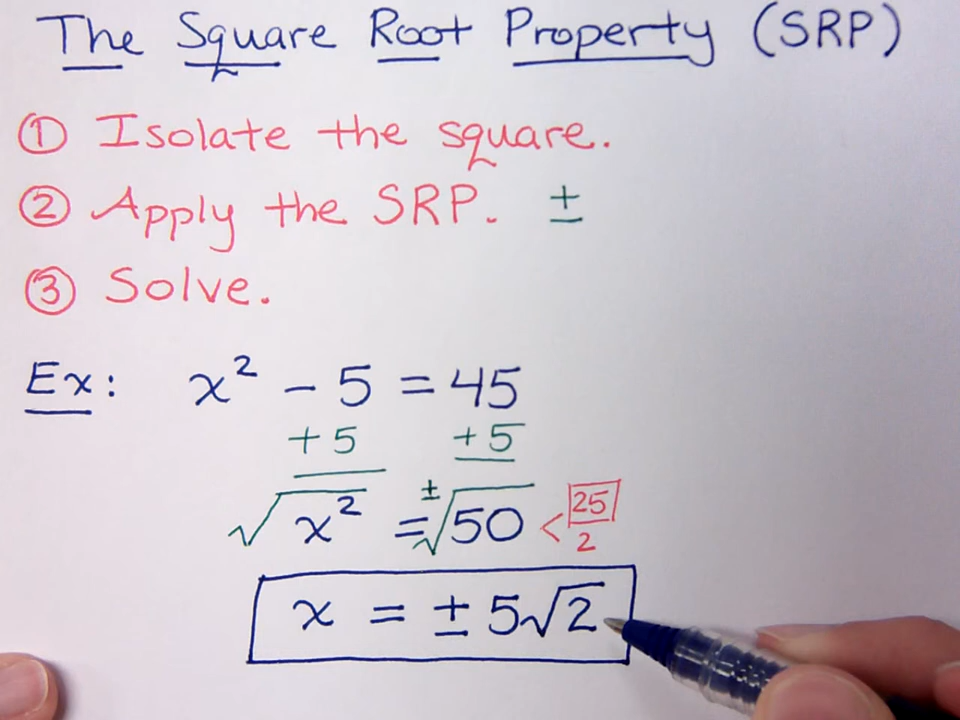 The Square Root Property (SRP)
① Isolate the square.
② Apply the SRP. ±
③ Solve.
Ex: x² - 5 = 45
+5 +5
√x² = ±√50 < 25
2
x = ± 5√2